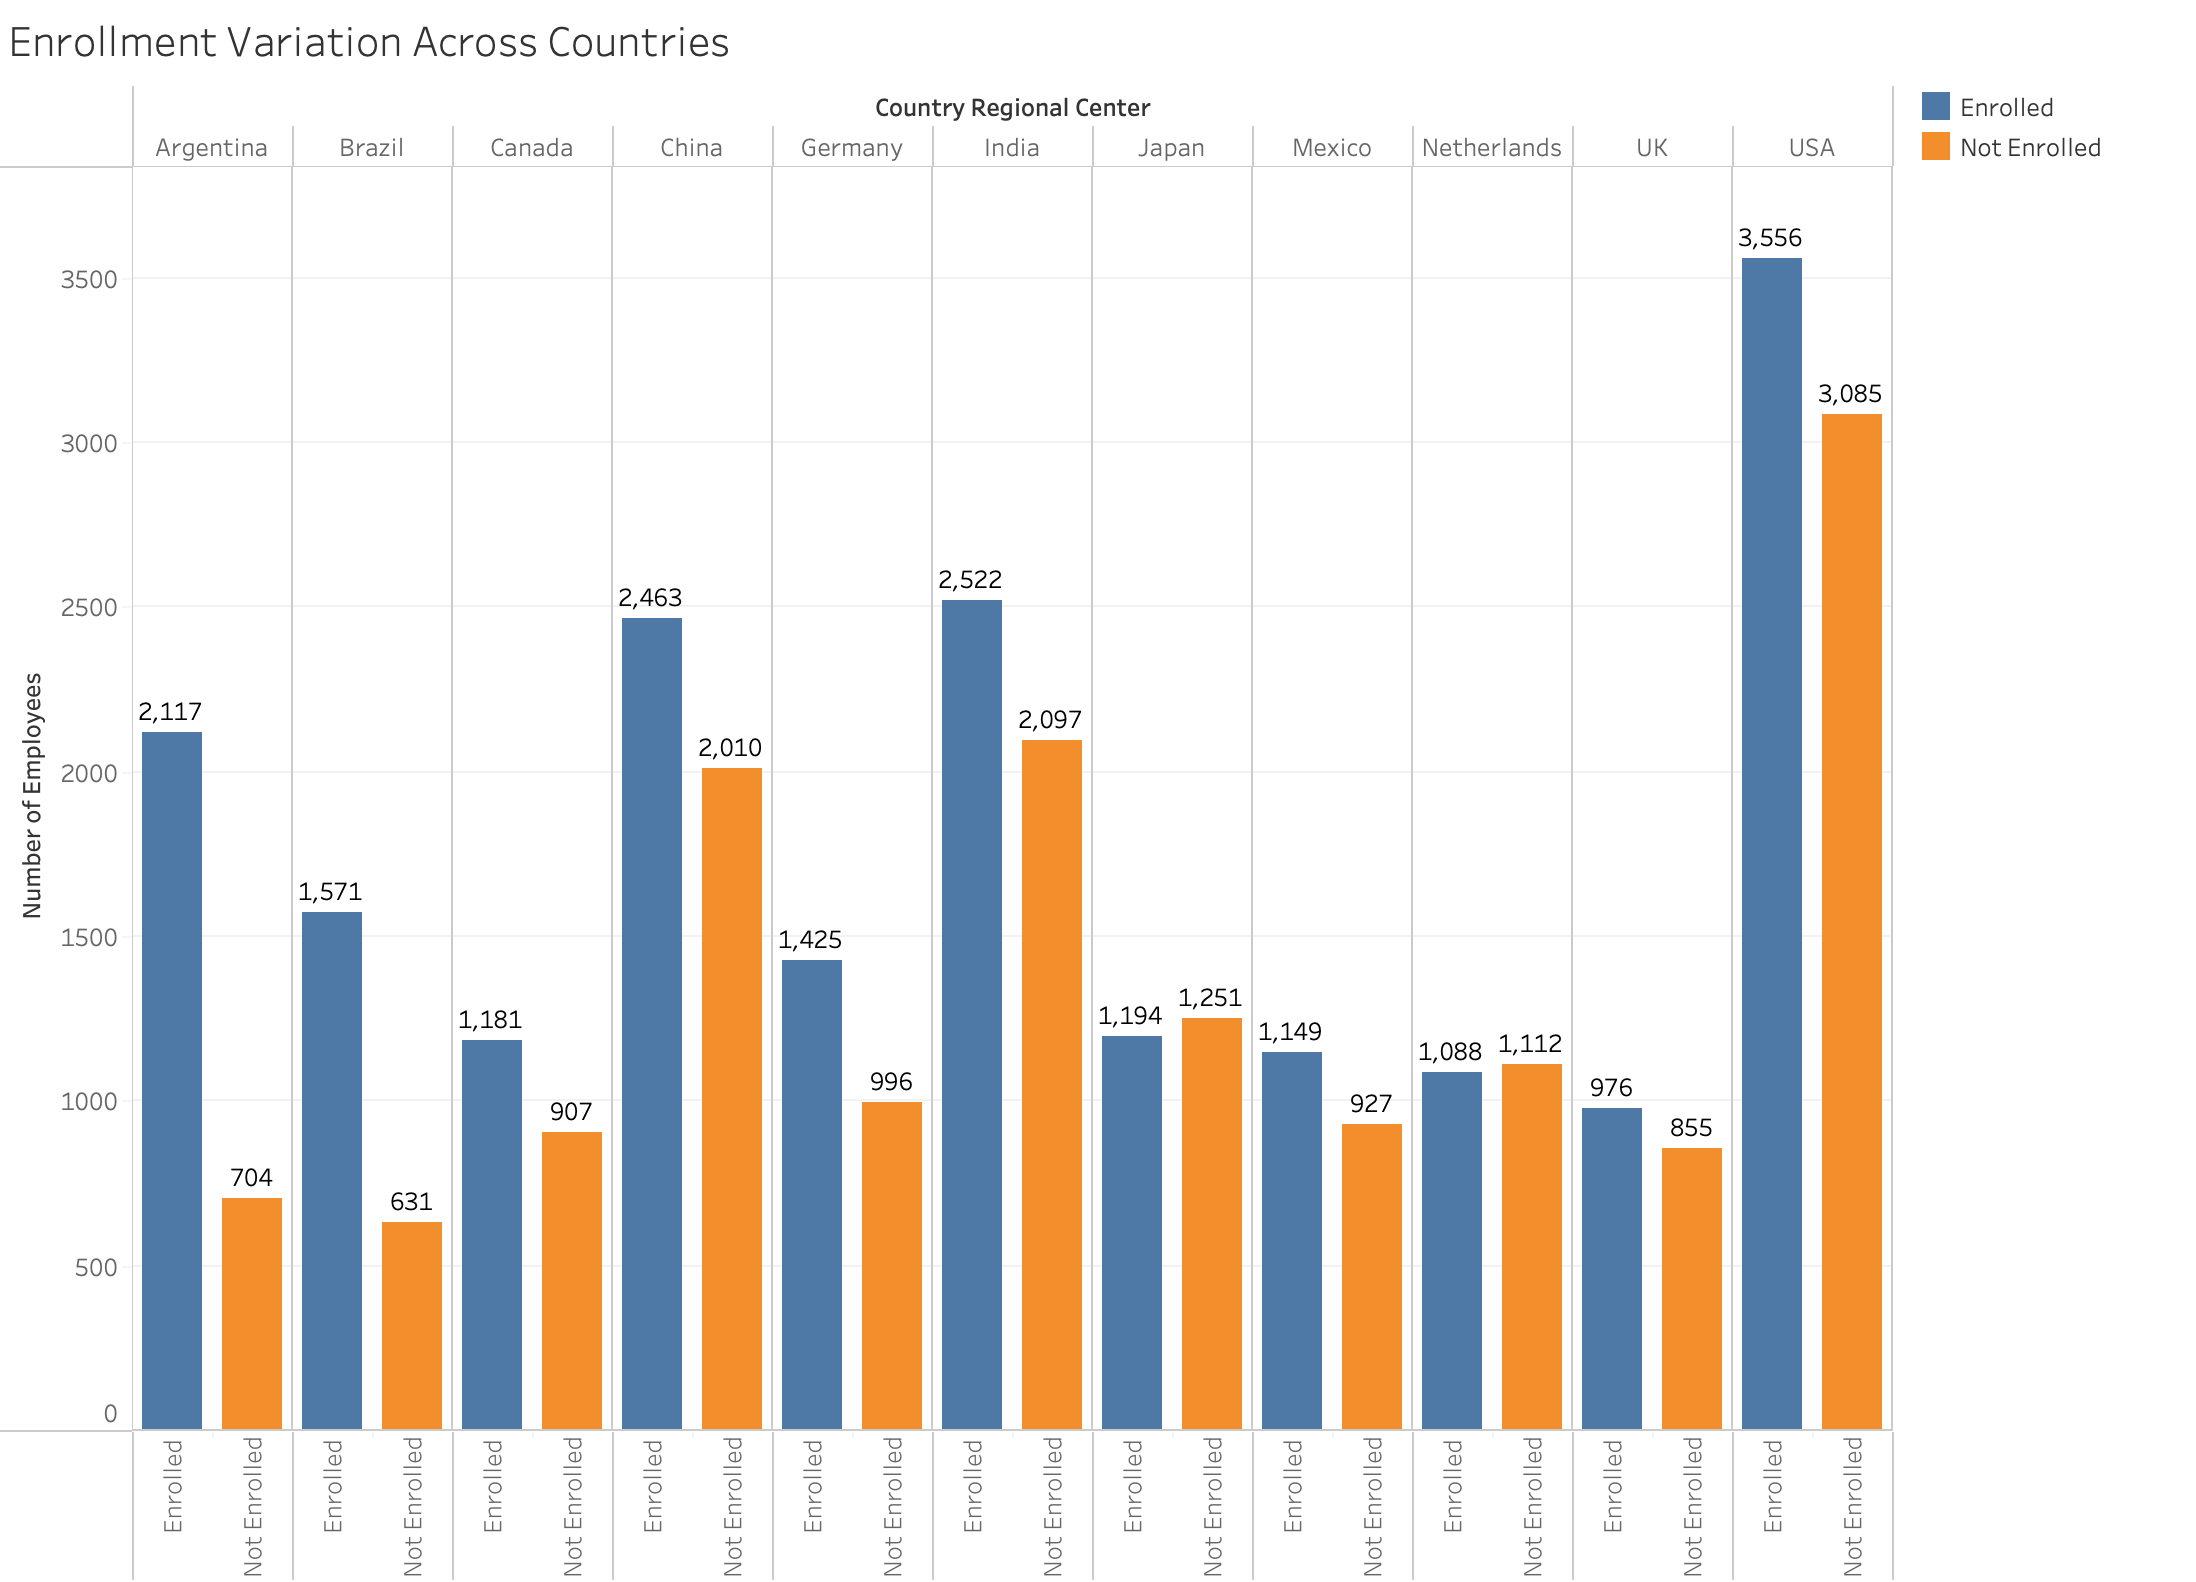 Enrollment Variation Across Countries
Country Regional Center
Argentina Brazil Canada China Germany India Japan Mexico Netherlands UK USA
Enrolled
Not Enrolled
Number of Employees
3500
3000
2500
2000
1500
1000
500
0
2,117 704 1,571 631 1,181 907 2,463 2,010 1,425 996 2,522 2,097 1,194 1,251 1,149 927 1,088 1,112 976 855 3,556 3,085
Enrolled Not Enrolled Enrolled Not Enrolled Enrolled Not Enrolled Enrolled Not Enrolled Enrolled Not Enrolled Enrolled Not Enrolled Enrolled Not Enrolled Enrolled Not Enrolled Enrolled Not Enrolled Enrolled Not Enrolled Enrolled Not Enrolled